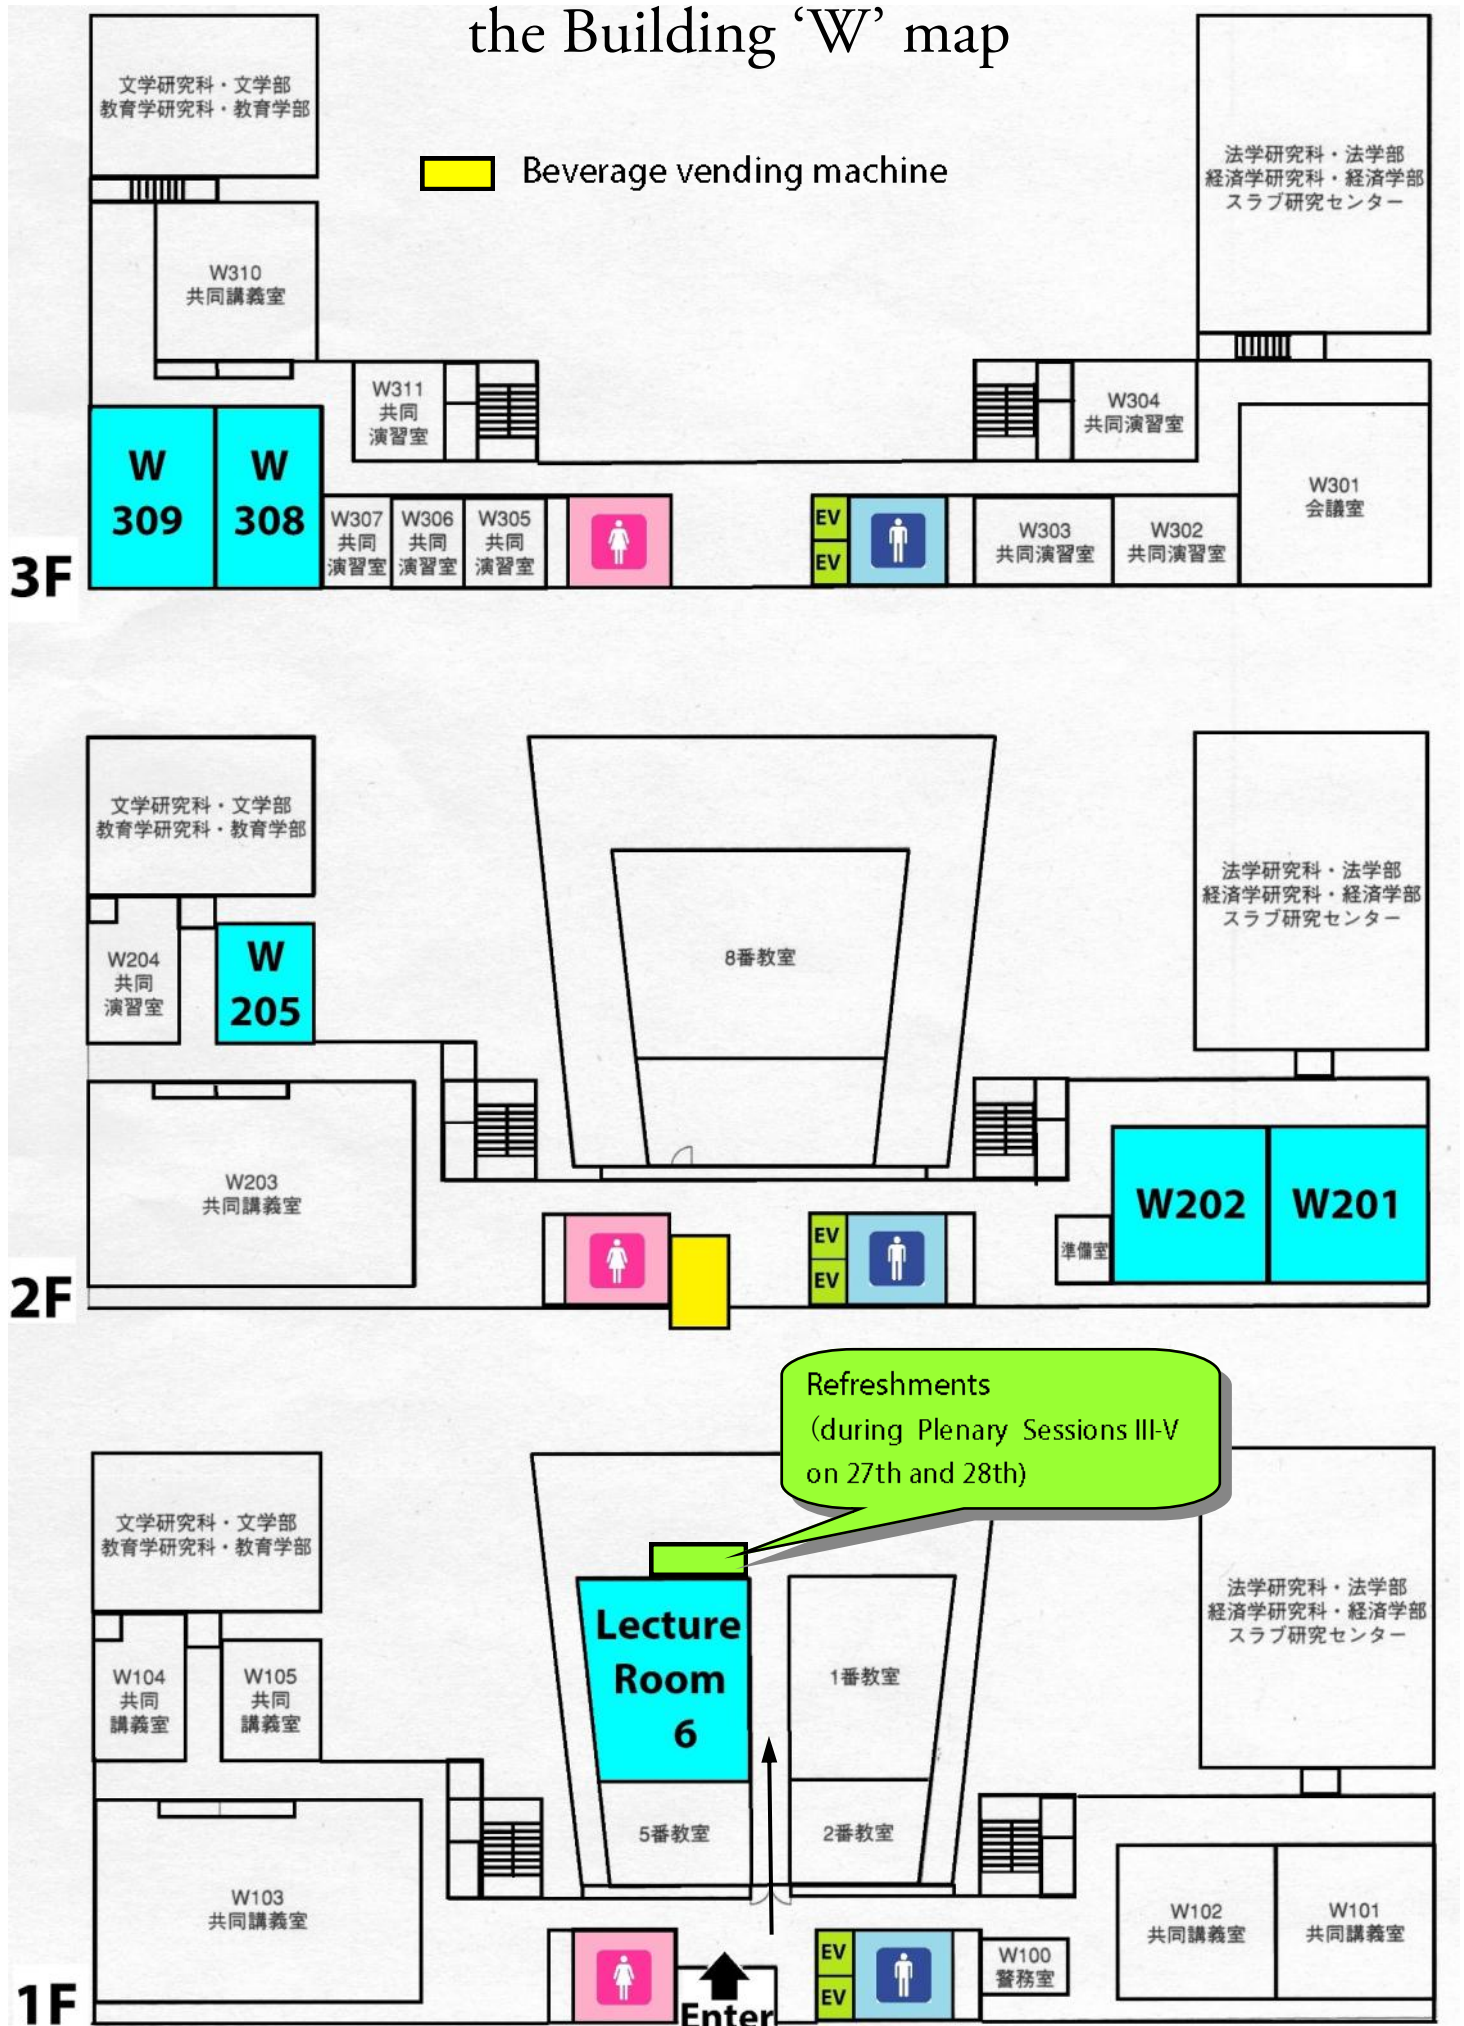 the Building ‘W’ map
文学研究科・文学部
教育学研究科・教育学部
Beverage vending machine
法学研究科・法学部
経済学研究科・経済学部
スラブ研究センター
W310
共同講義室
W311
共同
演習室
W304
共同演習室
W
309
W
308
W307
共同
演習室
W306
共同
演習室
W305
共同
演習室
EV
EV
W303
共同演習室
W302
共同演習室
W301
会議室
3F
文学研究科・文学部
教育学研究科・教育学部
法学研究科・法学部
経済学研究科・経済学部
スラブ研究センター
8番教室
W204
共同
演習室
W
205
W203
共同講義室
EV
EV
準備室
W202
W201
2F
Refreshments
(during Plenary Sessions III-V
on 27th and 28th)
文学研究科・文学部
教育学研究科・教育学部
法学研究科・法学部
経済学研究科・経済学部
スラブ研究センター
Lecture
Room
6
1番教室
W104
共同
講義室
W105
共同
講義室
5番教室
2番教室
W103
共同講義室
W102
共同講義室
W101
共同講義室
EV
EV
W100
警務室
1F
Enter